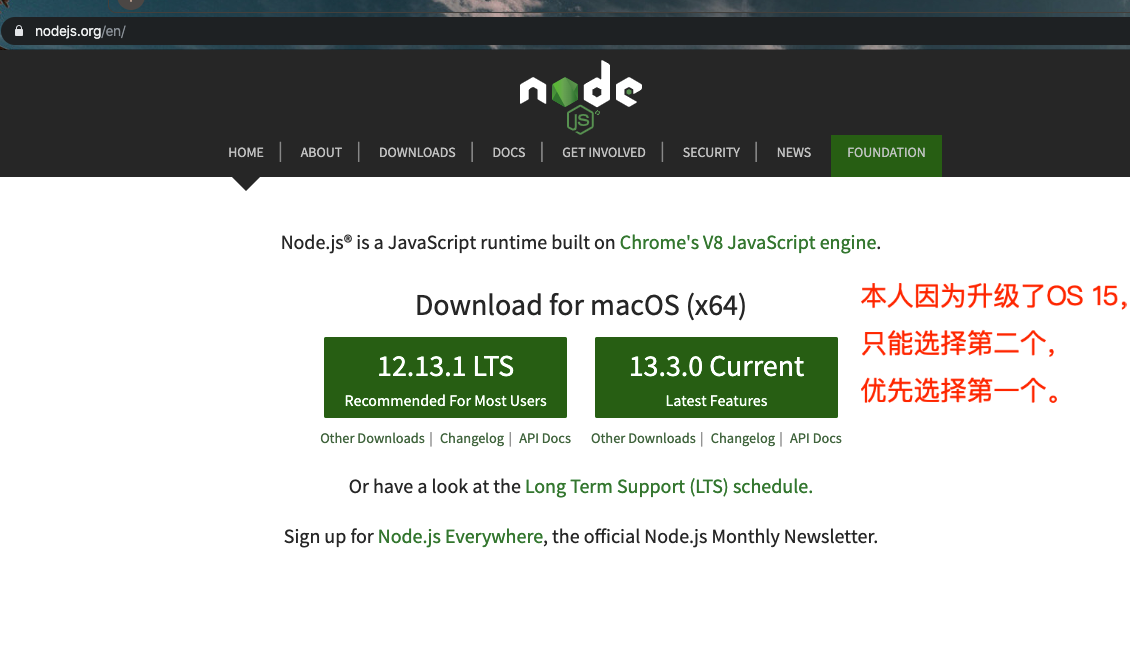 nodejs.org/en/
node
JS
HOME | ABOUT | DOWNLOADS | DOCS | GET INVOLVED | SECURITY | NEWS FOUNDATION
Node.js® is a JavaScript runtime built on Chrome's V8 JavaScript engine.
Download for macOS (x64)
本人因为升级了OS 15，
只能选择第二个，
优先选择第一个。
12.13.1 LTS
Recommended For Most Users
13.3.0 Current
Latest Features
Other Downloads | Changelog | API Docs
Other Downloads | Changelog | API Docs
Or have a look at the Long Term Support (LTS) schedule.
Sign up for Node.js Everywhere, the official Node.js Monthly Newsletter.